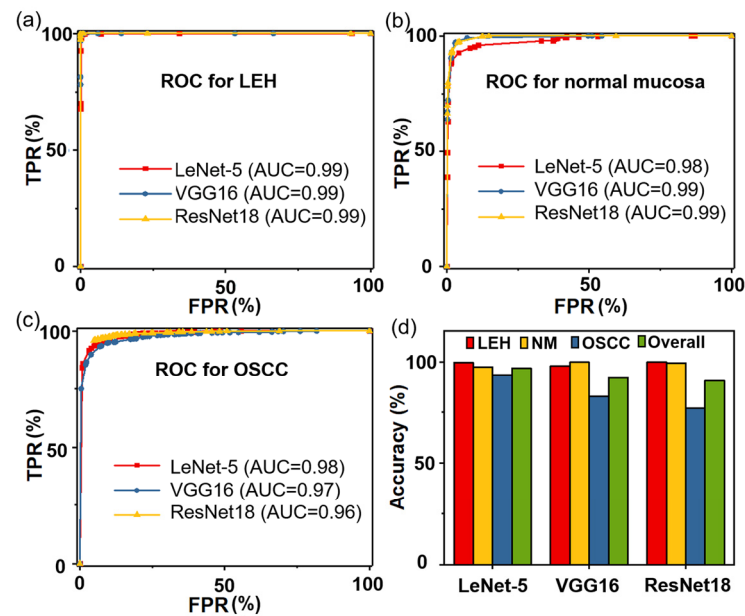 (a)
100
ROC for LEH
TPR (%)
50
LeNet-5 (AUC=0.99)
VGG16 (AUC=0.99)
ResNet18 (AUC=0.99)
0
0
50
100
FPR (%)
(b)
100
ROC for normal mucosa
TPR (%)
50
LeNet-5 (AUC=0.98)
VGG16 (AUC=0.99)
ResNet18 (AUC=0.99)
0
0
50
100
FPR (%)
(c)
100
ROC for OSCC
TPR (%)
50
LeNet-5 (AUC=0.98)
VGG16 (AUC=0.97)
ResNet18 (AUC=0.96)
0
0
50
100
FPR (%)
(d)
LEH NM OSCC Overall
100
Accuracy (%)
50
0
LeNet-5 VGG16 ResNet18